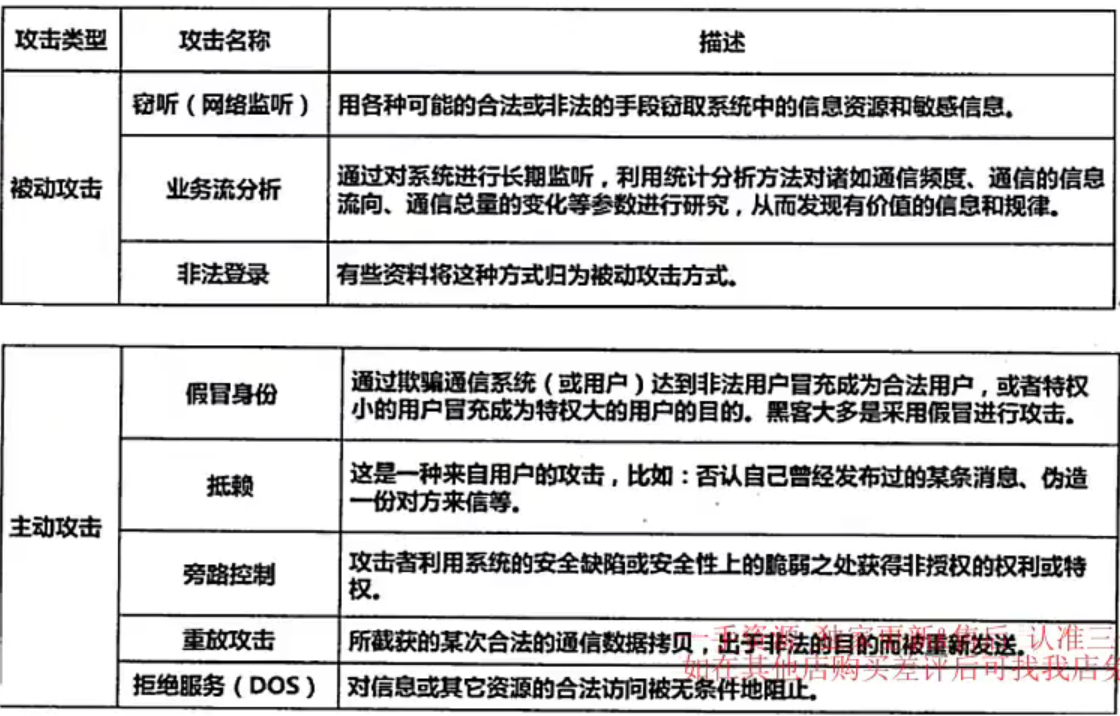 攻击类型 攻击名称 描述
窃听（网络监听） 用各种可能的合法或非法的手段窃取系统中的信息资源和敏感信息。
被动攻击 业务流分析 通过对系统进行长期监听，利用统计分析方法对诸如通信频度、通信的信息
流向、通信总量的变化等参数进行研究，从而发现有价值的信息和规律。
非法登录 有些资料将这种方式归为被动攻击方式。
假冒身份 通过欺骗通信系统（或用户）达到非法用户冒充成为合法用户，或者特权
小的用户冒充成为特权大的用户的目的。黑客大多是采用假冒进行攻击。
主动攻击 抵赖 这是一种来自用户的攻击，比如：否认自己曾经发布过的某条消息、伪造
一份对方来信等。
旁路控制 攻击者利用系统的安全缺陷或安全性上的脆弱之处获得非授权的权利或特
权。
重放攻击 所截获的某次合法的通信数据拷贝，出于非法的目的而被重新发送。
一手资源 独家更新&售后 认准三
如在其他店购买差评后可找我店免
拒绝服务（DOS） 对信息或其它资源的合法访问被无条件地阻止。